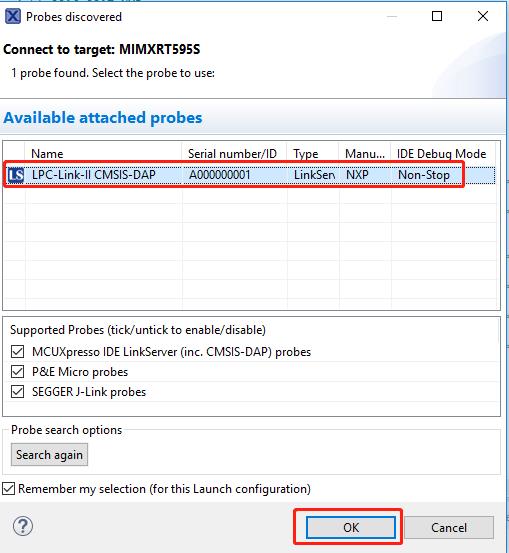 Probes discovered
Connect to target: MIMXRT595S
1 probe found. Select the probe to use:
Available attached probes
Name Serial number/ID Type Manu... IDE Debug Mode
LS LPC-Link-II CMSIS-DAP A000000001 LinkSer NXP Non-Stop
Supported Probes (tick/untick to enable/disable)
MCUXpresso IDE LinkServer (inc. CMSIS-DAP) probes
P&E Micro probes
SEGGER J-Link probes
Probe search options
Search again
Remember my selection (for this Launch configuration)
? OK Cancel